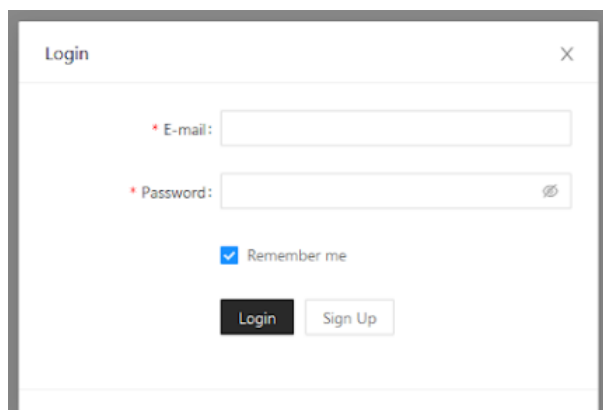 Login
* E-mail:
* Password:
Remember me
Login
Sign Up